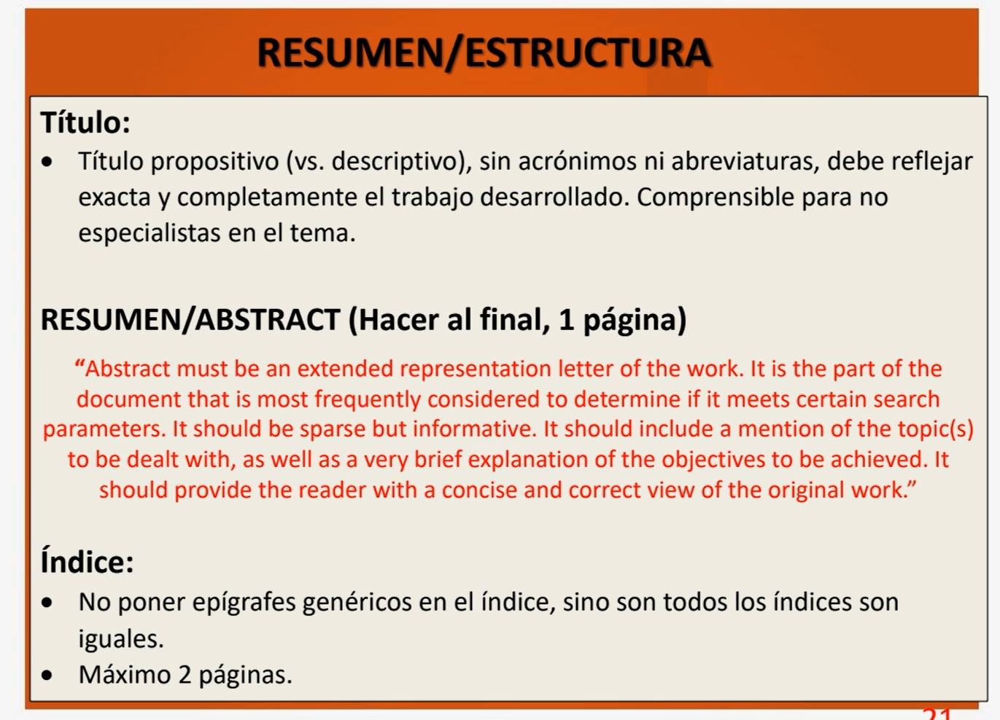 RESUMEN/ESTRUCTURA
Título:
• Título propositivo (vs. descriptivo), sin acrónimos ni abreviaturas, debe reflejar
exacta y completamente el trabajo desarrollado. Comprensible para no
especialistas en el tema.
RESUMEN/ABSTRACT (Hacer al final, 1 página)
“Abstract must be an extended representation letter of the work. It is the part of the
document that is most frequently considered to determine if it meets certain search
parameters. It should be sparse but informative. It should include a mention of the topic(s)
to be dealt with, as well as a very brief explanation of the objectives to be achieved. It
should provide the reader with a concise and correct view of the original work.”
Índice:
• No poner epígrafes genéricos en el índice, sino son todos los índices son
iguales.
• Máximo 2 páginas.
21